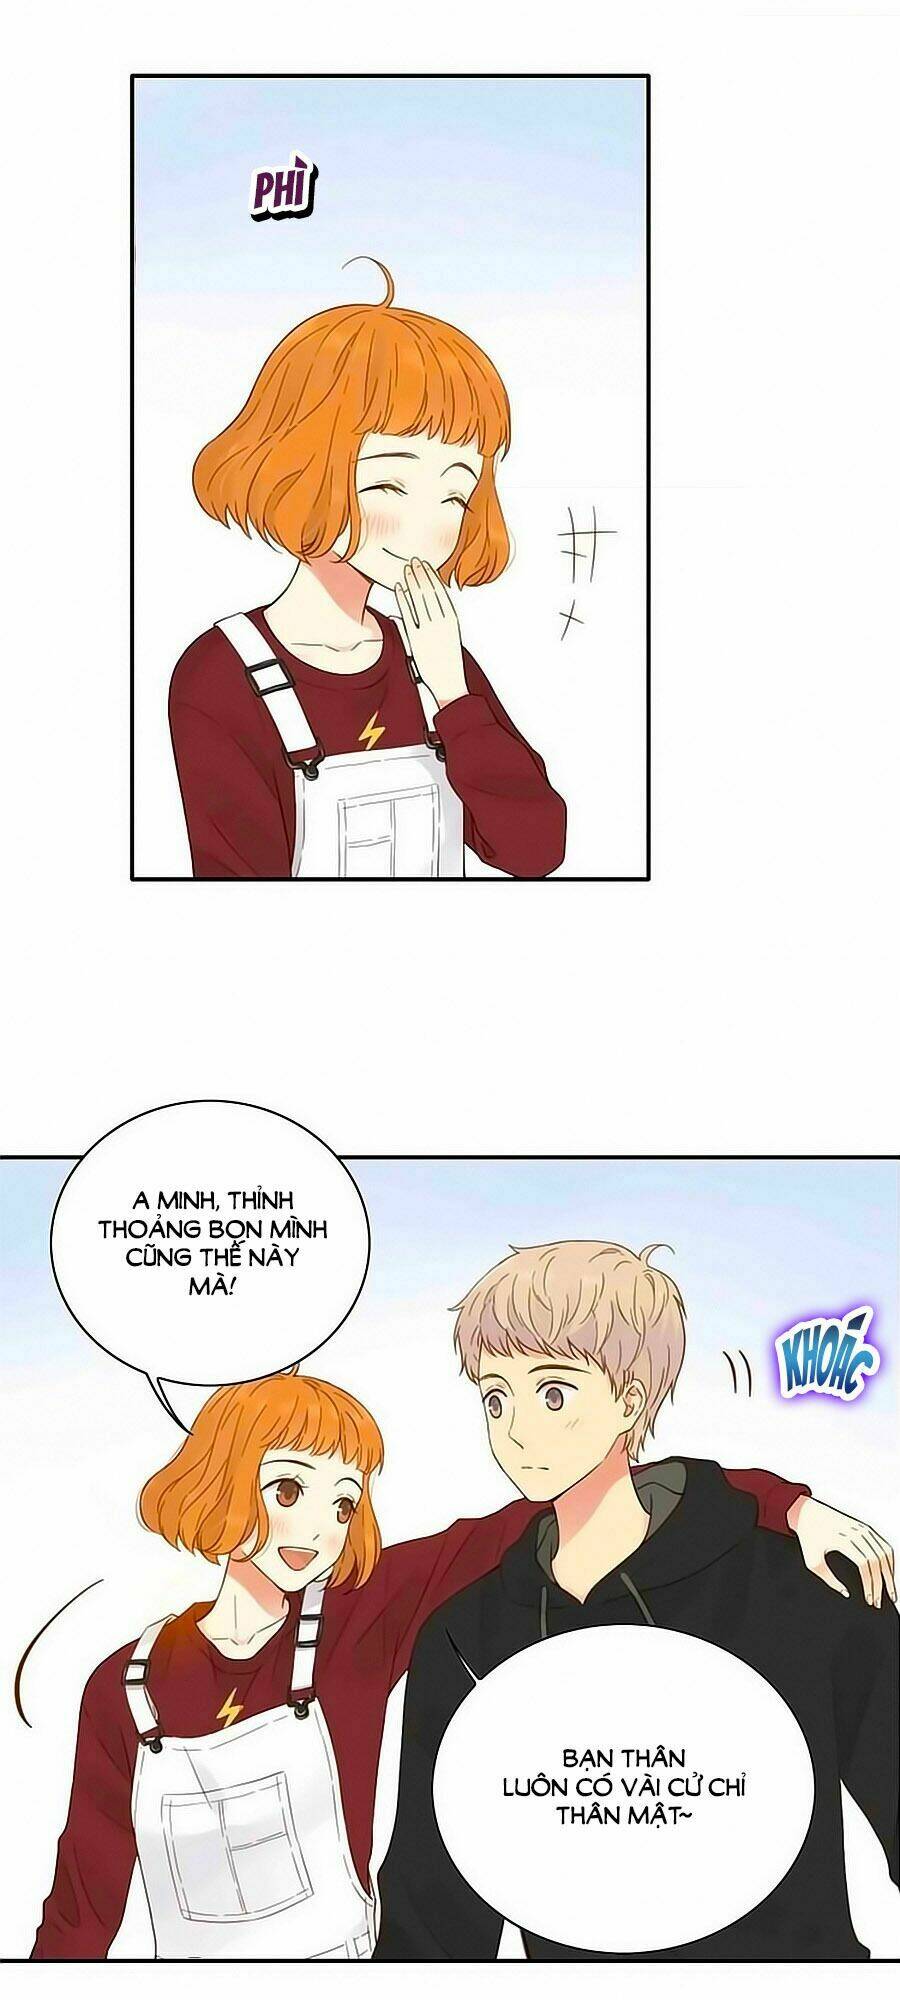 PHÌ
A MINH, THỈNH
THOẢNG BỌN MÌNH
CŨNG THẾ NÀY
MÀ!
KHOÁC
BẠN THÂN
LUÔN CÓ VÀI CỬ CHỈ
THÂN MẬT~